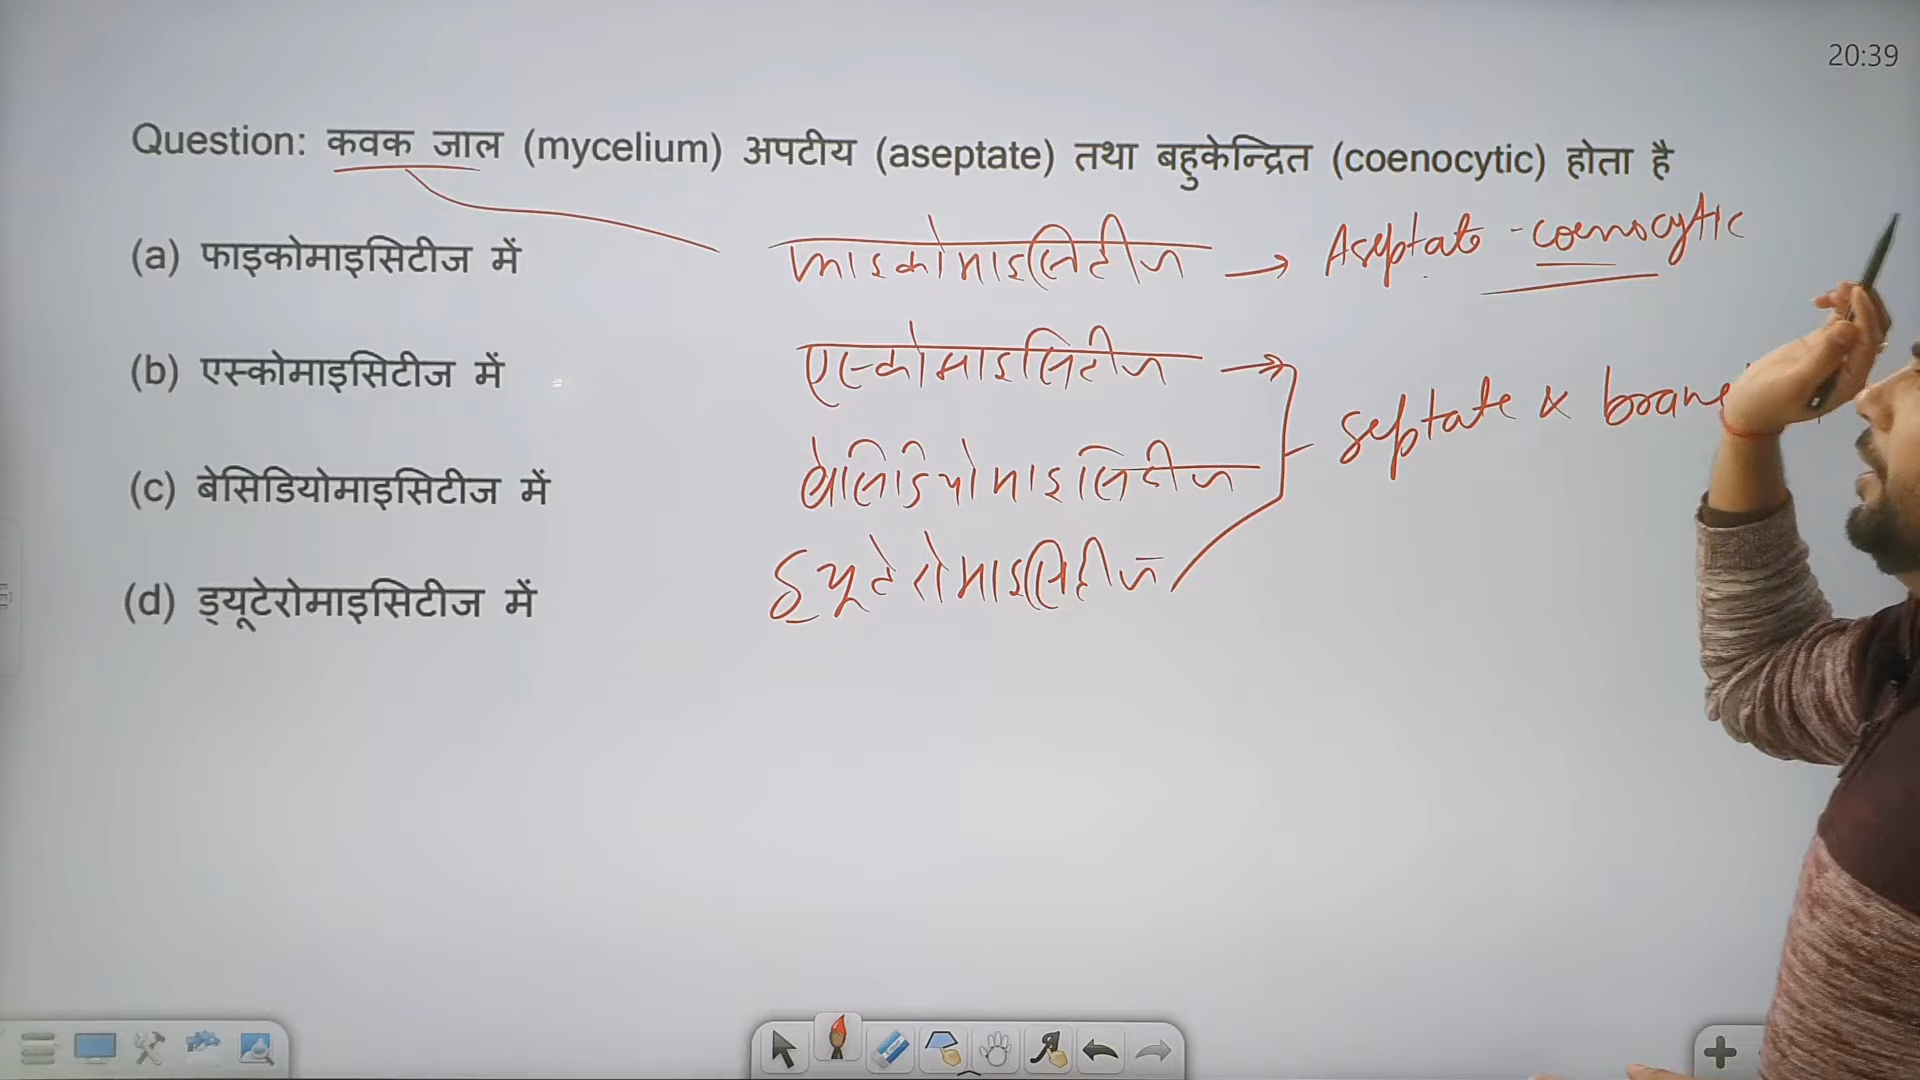 20:39
Question: कवक जाल (mycelium) अपटीय (aseptate) तथा बहुकेन्द्रित (coenocytic) होता है
(a) फाइकोमाइसिटीज में
फाइकोमाइसिटीज → Aseptate - coenocytic
(b) एस्कोमाइसिटीज में
एस्कोमाइसिटीज →
septate &
(c) बेसिडियोमाइसिटीज में
बेसिडियोमाइसिटीज
(d) ड्यूटेरोमाइसिटीज में
ड्यूटेरोमाइसिटीज